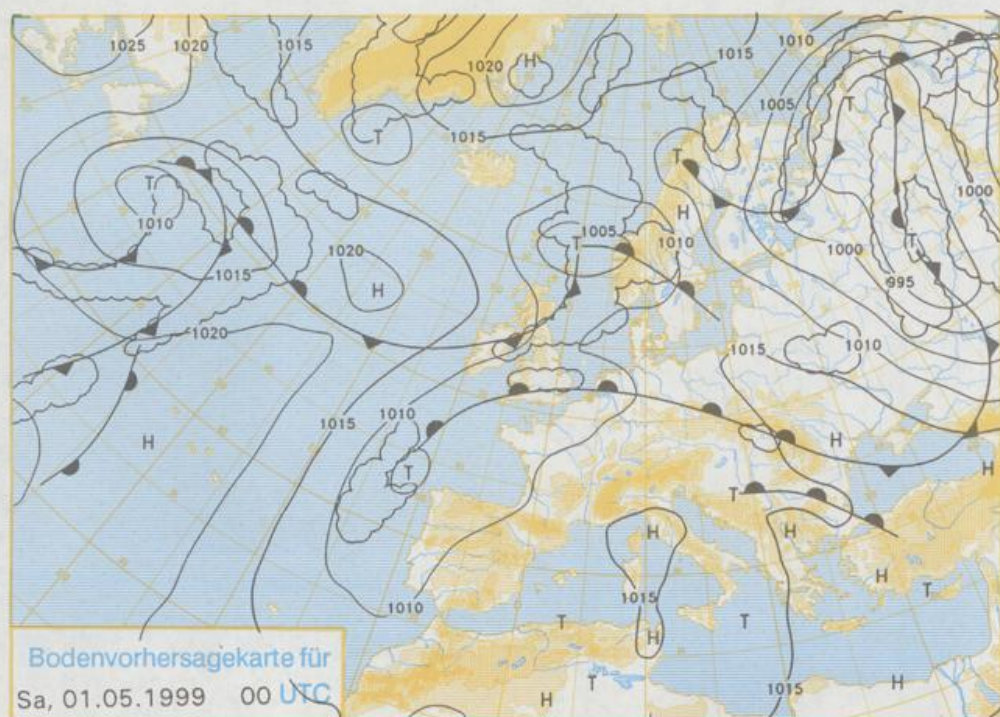 1025 1020 1015 1020 H 1015 1010
1005 T
T 1015
T T
1000
T 1010 H
1005 1010 T
T
1020 1000
1015 H 995
1020 1015 1010
1010
1015
H H
T H
T
H H
H
1015 T
1010
T T
H
Bodenvorhersagekarte für
Sa, 01.05.1999 00 UTC
T H
H 1015